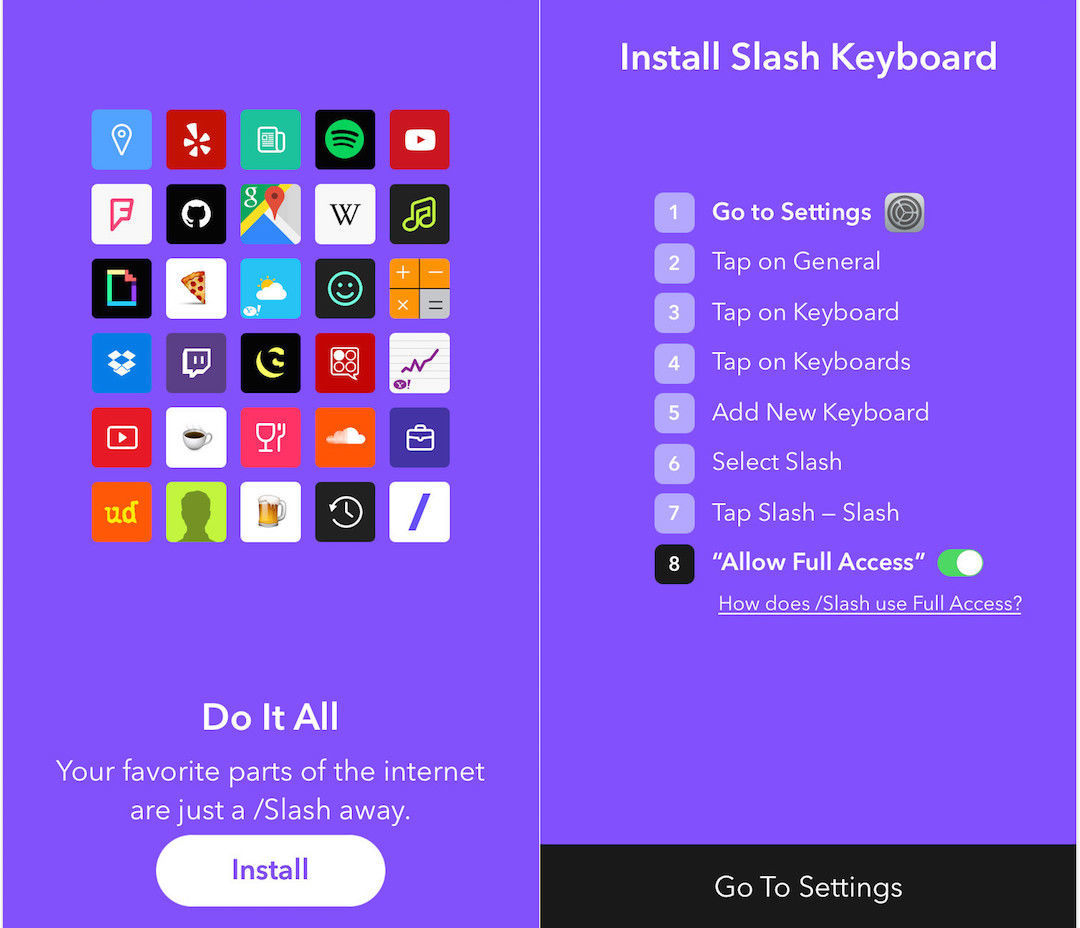 g
W
Y!
+ −
× =
Y!
ud
/
Do It All
Your favorite parts of the internet
are just a /Slash away.
Install
Install Slash Keyboard
1 Go to Settings
2 Tap on General
3 Tap on Keyboard
4 Tap on Keyboards
5 Add New Keyboard
6 Select Slash
7 Tap Slash – Slash
8 “Allow Full Access”
How does /Slash use Full Access?
Go To Settings